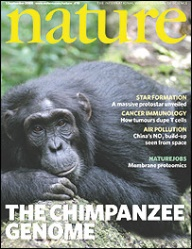 nature
STAR FORMATION
A massive protostar unveiled
CANCER IMMUNOLOGY
How tumours dupe T cells
AIR POLLUTION
China's NO₂ build-up
seen from space
NATUREJOBS
Membrane proteomics
THE CHIMPANZEE
GENOME